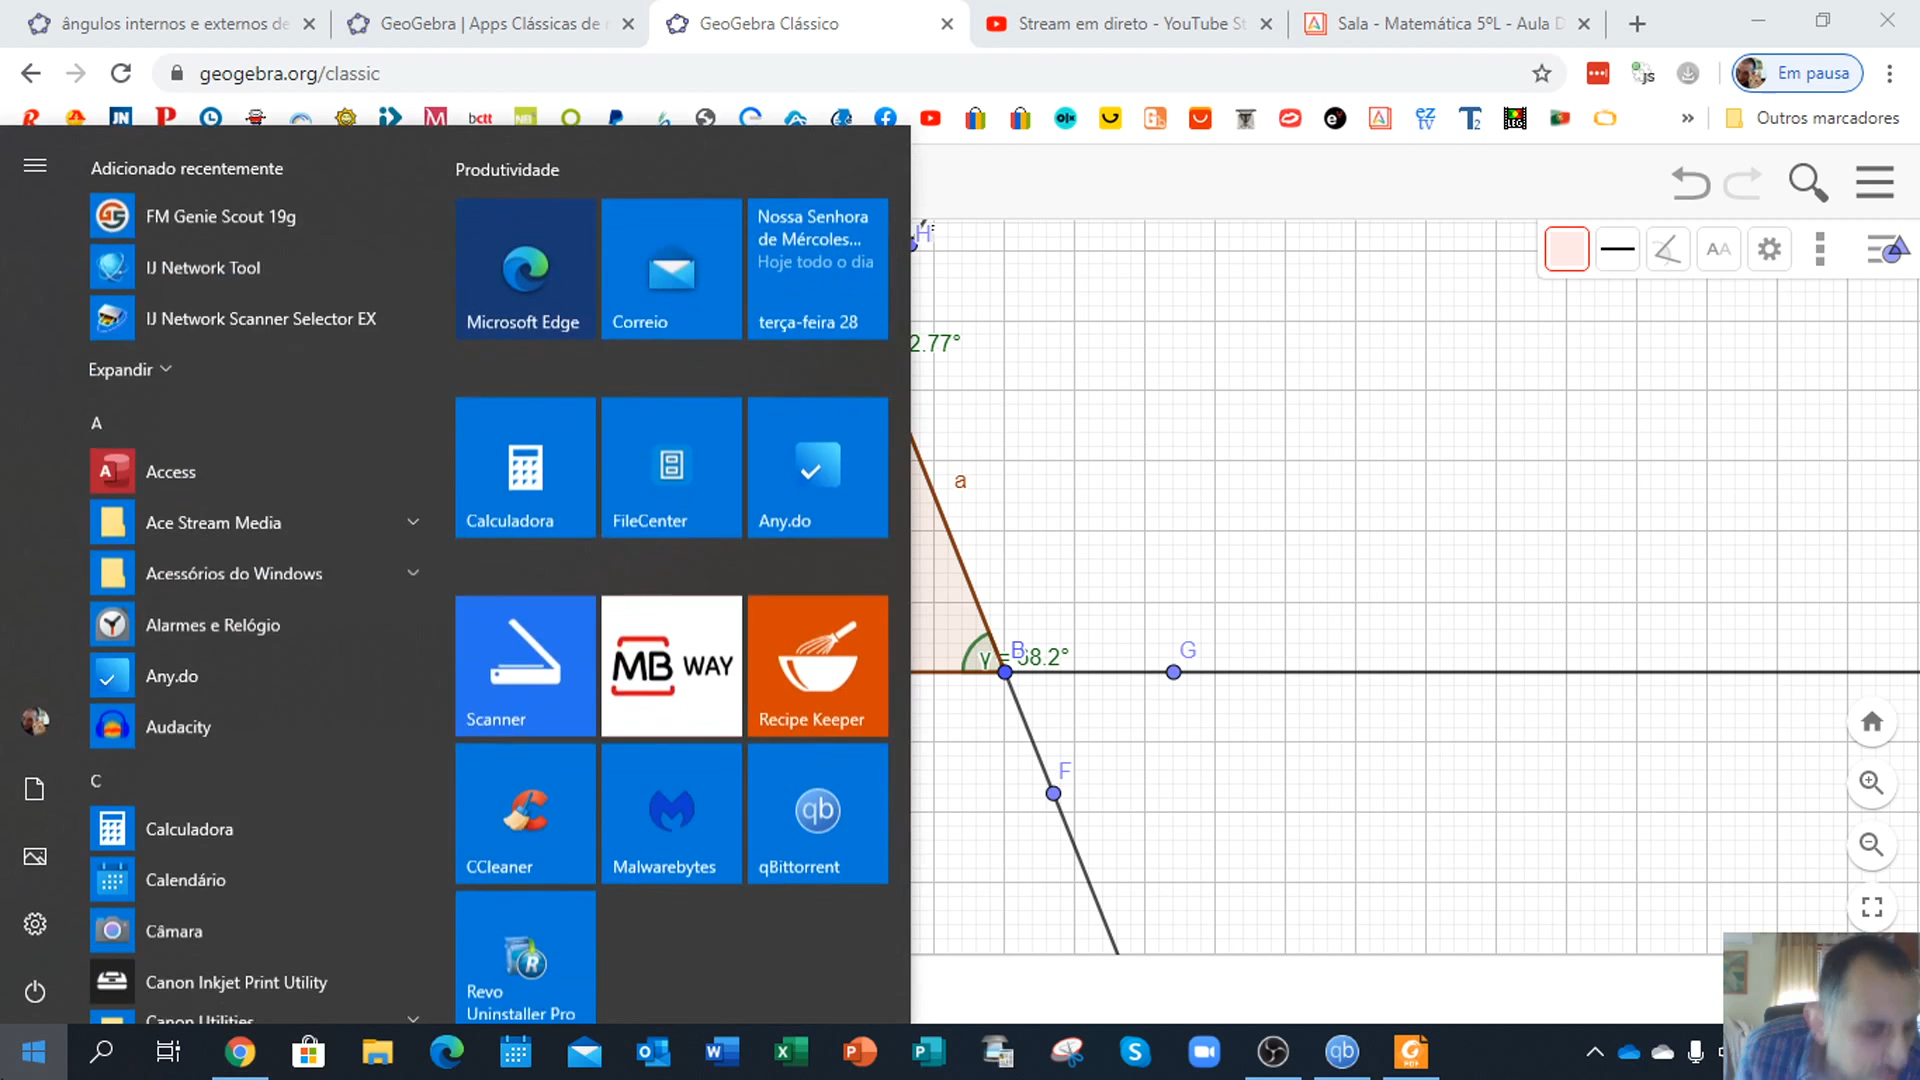 ângulos internos e externos de
GeoGebra | Apps Clássicas de
GeoGebra Clássico
Stream em direto - YouTube St
Sala - Matemática 5ºL - Aula D
geogebra.org/classic
Em pausa
Outros marcadores
Adicionado recentemente
FM Genie Scout 19g
IJ Network Tool
IJ Network Scanner Selector EX
Expandir
A
Access
Ace Stream Media
Acessórios do Windows
Alarmes e Relógio
Any.do
Audacity
C
Calculadora
Calendário
Câmara
Canon Inkjet Print Utility
Canon Utilities
Produtividade
Microsoft Edge
Correio
Nossa Senhora
de Mércoles...
Hoje todo o dia
terça-feira 28
Calculadora
FileCenter
Any.do
Scanner
MB WAY
Recipe Keeper
CCleaner
Malwarebytes
qb
qBittorrent
Revo
Uninstaller Pro
H
2.77°
a
B
γ = 68.2°
G
F
AA